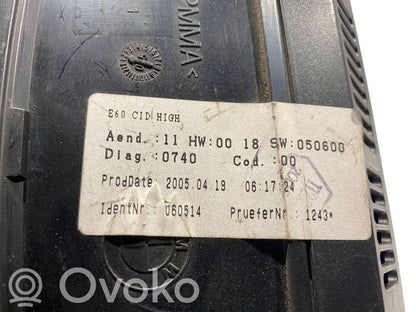 >PMMA<
E60 CID HIGH
Aend.:11 HW:00 18 SW:050600
Diag.:0740 Cod.:00
ProdDate: 2005.04.19 06:17:24
IdentNr.: 060514 PrueferNr.: 1243*
OVOKO